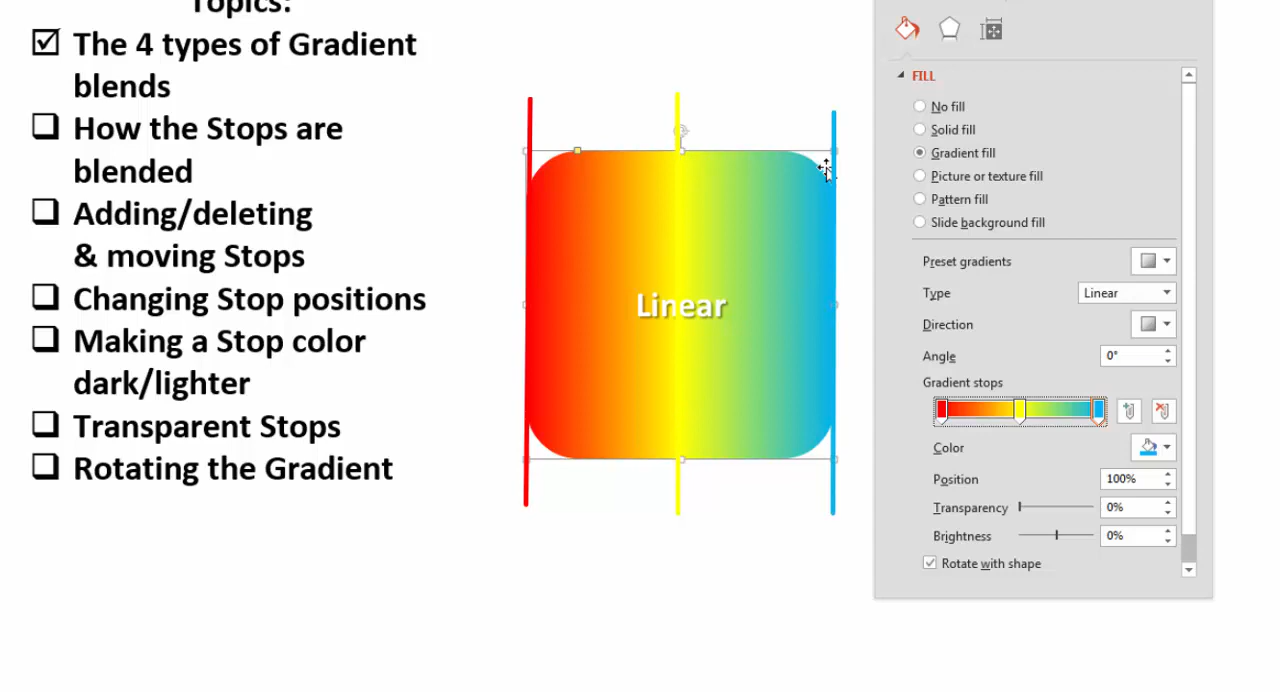 Topics:
The 4 types of Gradient
blends
How the Stops are
blended
Adding/deleting
& moving Stops
Changing Stop positions
Making a Stop color
dark/lighter
Transparent Stops
Rotating the Gradient
Linear
FILL
No fill
Solid fill
Gradient fill
Picture or texture fill
Pattern fill
Slide background fill
Preset gradients
Type Linear
Direction
Angle 0°
Gradient stops
Color
Position 100%
Transparency 0%
Brightness 0%
Rotate with shape